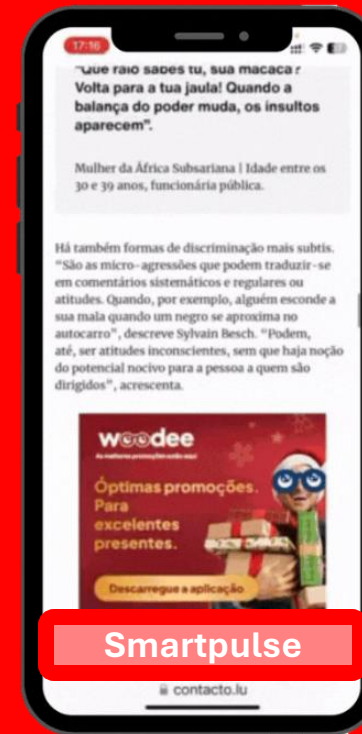 17:16
"Que raio sabes tu, sua macaca?
Volta para a tua jaula! Quando a
balança do poder muda, os insultos
aparecem".
Mulher da África Subsariana | Idade entre os
30 e 39 anos, funcionária pública.
Há também formas de discriminação mais subtis.
"São as micro-agressões que podem traduzir-se
em comentários sistemáticos e regulares ou
atitudes. Quando, por exemplo, alguém esconde a
sua mala quando um negro se aproxima no
autocarro", descreve Sylvain Besch. "Podem,
até, ser atitudes inconscientes, sem que haja noção
do potencial nocivo para a pessoa a quem são
dirigidos", acrescenta.
woodee
As melhores promoções estão aqui
Óptimas promoções.
Para
excelentes
presentes.
Descarregue a aplicação
Smartpulse
contacto.lu